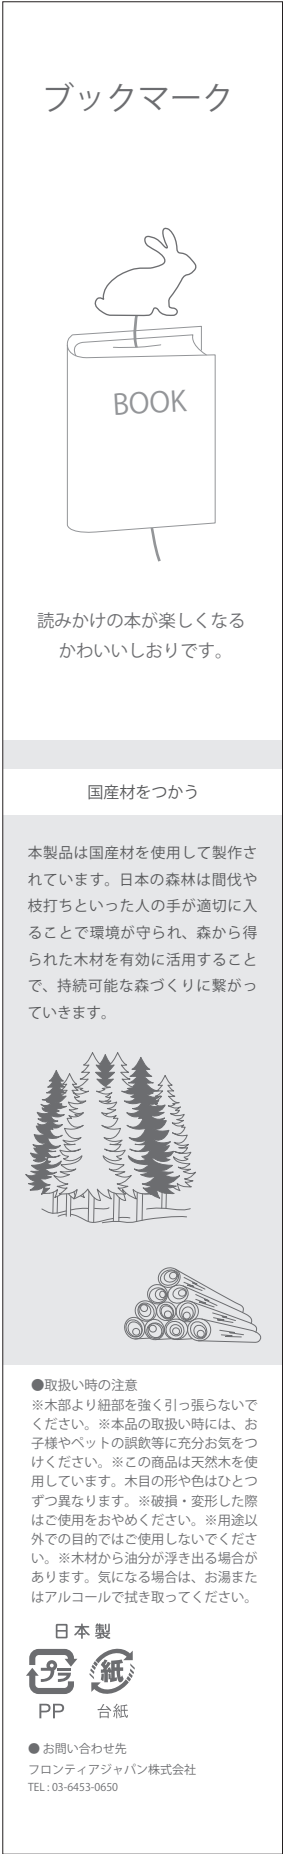 ブックマーク
BOOK
読みかけの本が楽しくなる
かわいいしおりです。
国産材をつかう
本製品は国産材を使用して製作さ
れています。日本の森林は間伐や
枝打ちといった人の手が適切に入
ることで環境が守られ、森から得
られた木材を有効に活用すること
で、持続可能な森づくりに繋がっ
ていきます。
●取扱い時の注意
※木部より紐部を強く引っ張らないで
ください。※本品の取扱い時には、お
子様やペットの誤飲等に充分お気をつ
けください。※この商品は天然木を使
用しています。木目の形や色はひとつ
ずつ異なります。※破損・変形した際
はご使用をおやめください。※用途以
外での目的ではご使用しないでくださ
い。※木材から油分が浮き出る場合が
あります。気になる場合は、お湯また
はアルコールで拭き取ってください。
日本製
プラ 紙
PP 台紙
● お問い合わせ先
フロンティアジャパン株式会社
TEL : 03-6453-0650